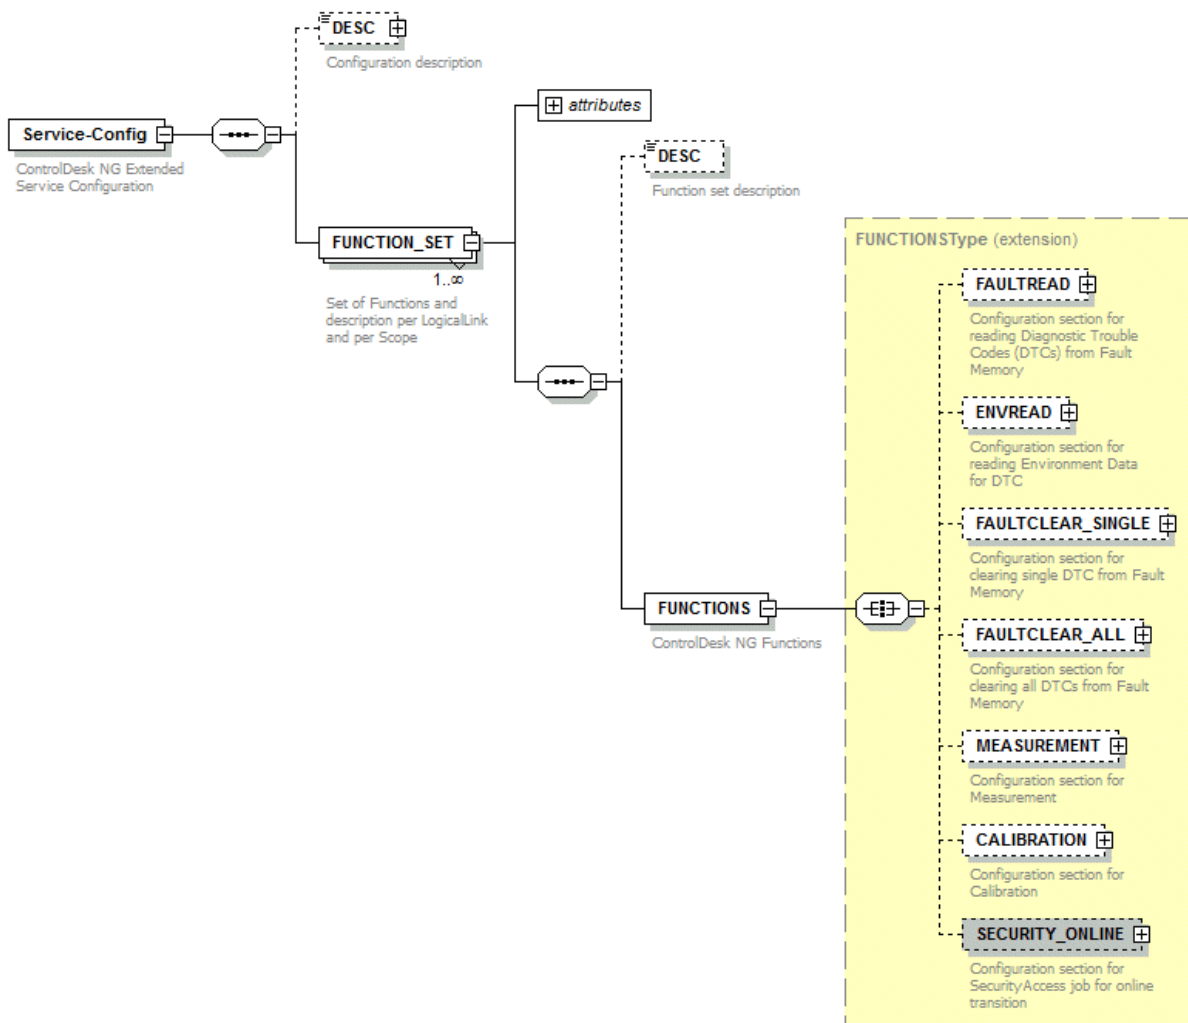 DESC
Configuration description
attributes
Service-Config
ControlDesk NG Extended
Service Configuration
DESC
Function set description
FUNCTION_SET
1..∞
Set of Functions and
description per LogicalLink
and per Scope
FUNCTIONSType (extension)
FAULTREAD
Configuration section for
reading Diagnostic Trouble
Codes (DTCs) from Fault
Memory
ENVREAD
Configuration section for
reading Environment Data
for DTC
FAULTCLEAR_SINGLE
Configuration section for
clearing single DTC from Fault
Memory
FUNCTIONS
ControlDesk NG Functions
FAULTCLEAR_ALL
Configuration section for
clearing all DTCs from Fault
Memory
MEASUREMENT
Configuration section for
Measurement
CALIBRATION
Configuration section for
Calibration
SECURITY_ONLINE
Configuration section for
SecurityAccess job for online
transition